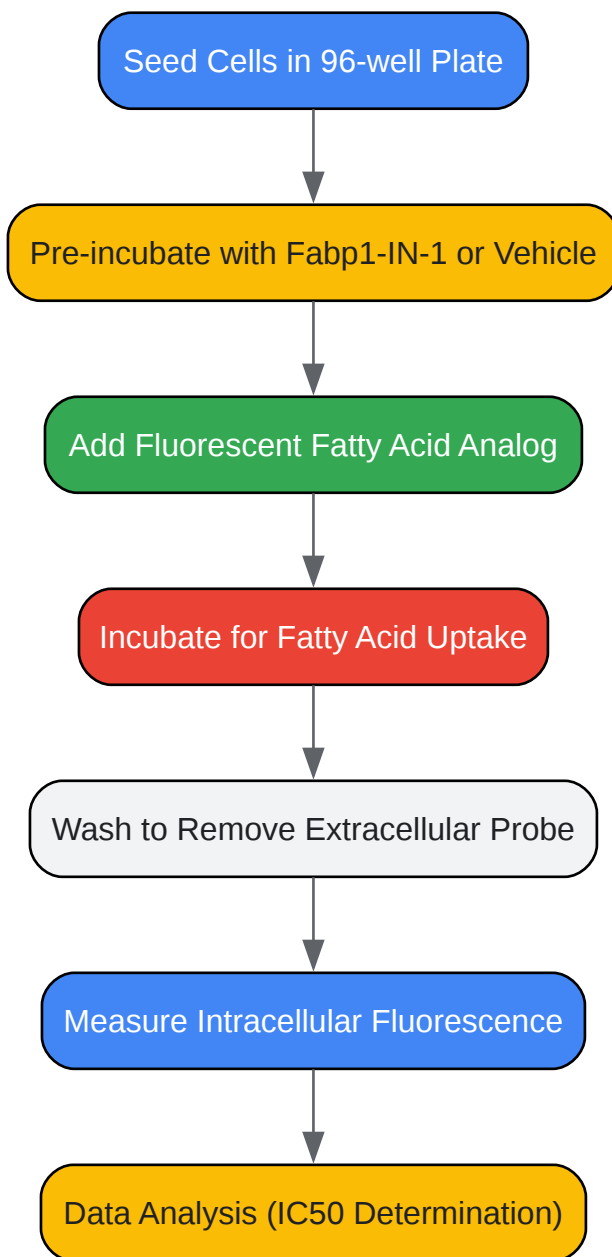 Seed Cells in 96-well Plate
Pre-incubate with Fabp1-IN-1 or Vehicle
Add Fluorescent Fatty Acid Analog
Incubate for Fatty Acid Uptake
Wash to Remove Extracellular Probe
Measure Intracellular Fluorescence
Data Analysis (IC50 Determination)